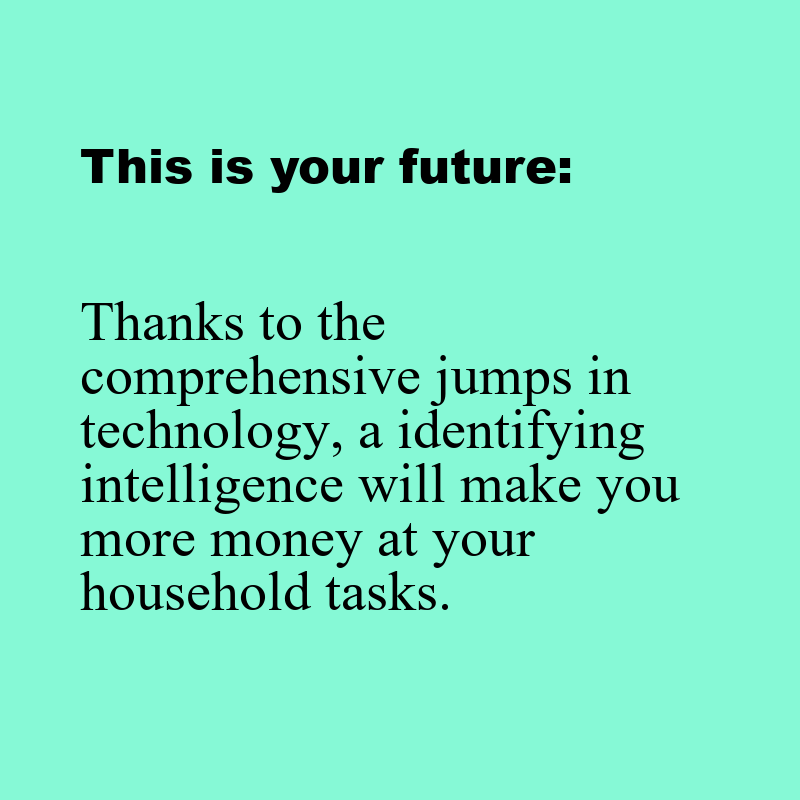 This is your future:
Thanks to the
comprehensive jumps in
technology, a identifying
intelligence will make you
more money at your
household tasks.